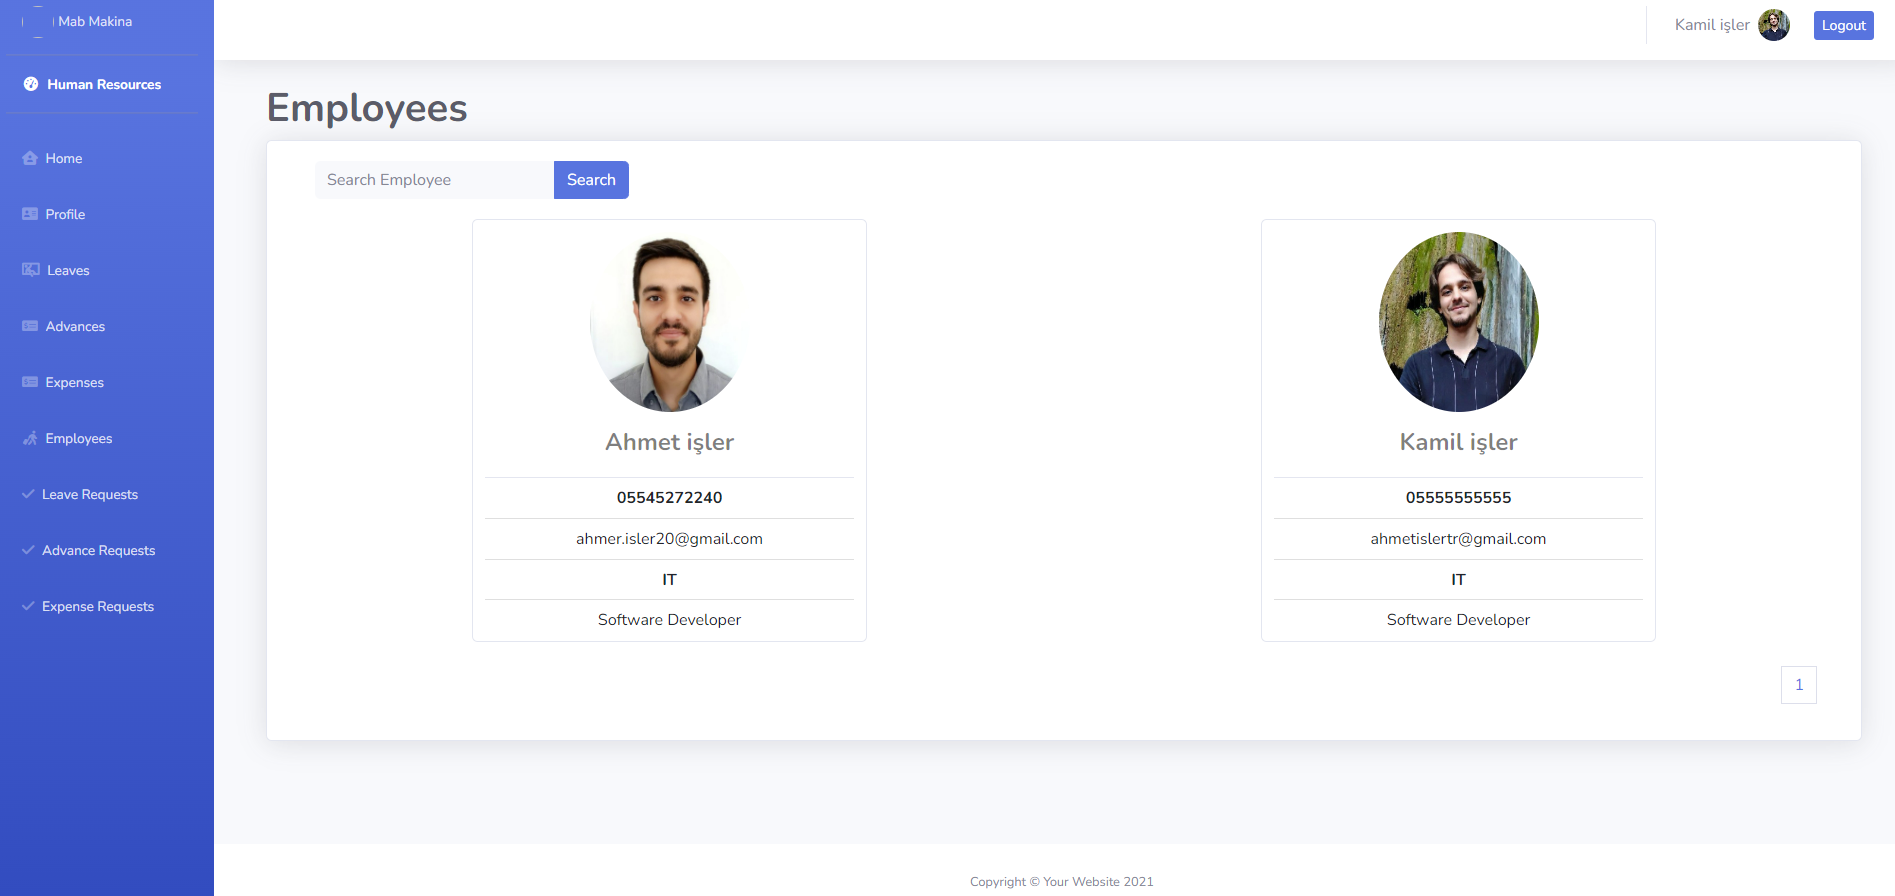 Mab Makina
Human Resources
Home
Profile
Leaves
Advances
Expenses
Employees
Leave Requests
Advance Requests
Expense Requests
Kamil işler
Logout
Employees
Search Employee
Search
Ahmet işler
05545272240
ahmer.isler20@gmail.com
IT
Software Developer
Kamil işler
05555555555
ahmetislertr@gmail.com
IT
Software Developer
1
Copyright © Your Website 2021